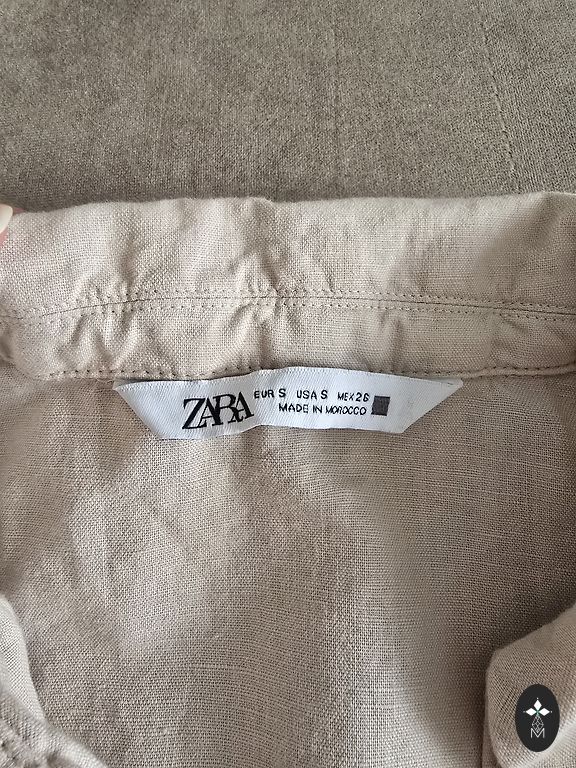 ZARA
EUR S USA S MEX 26
MADE IN MOROCCO
M